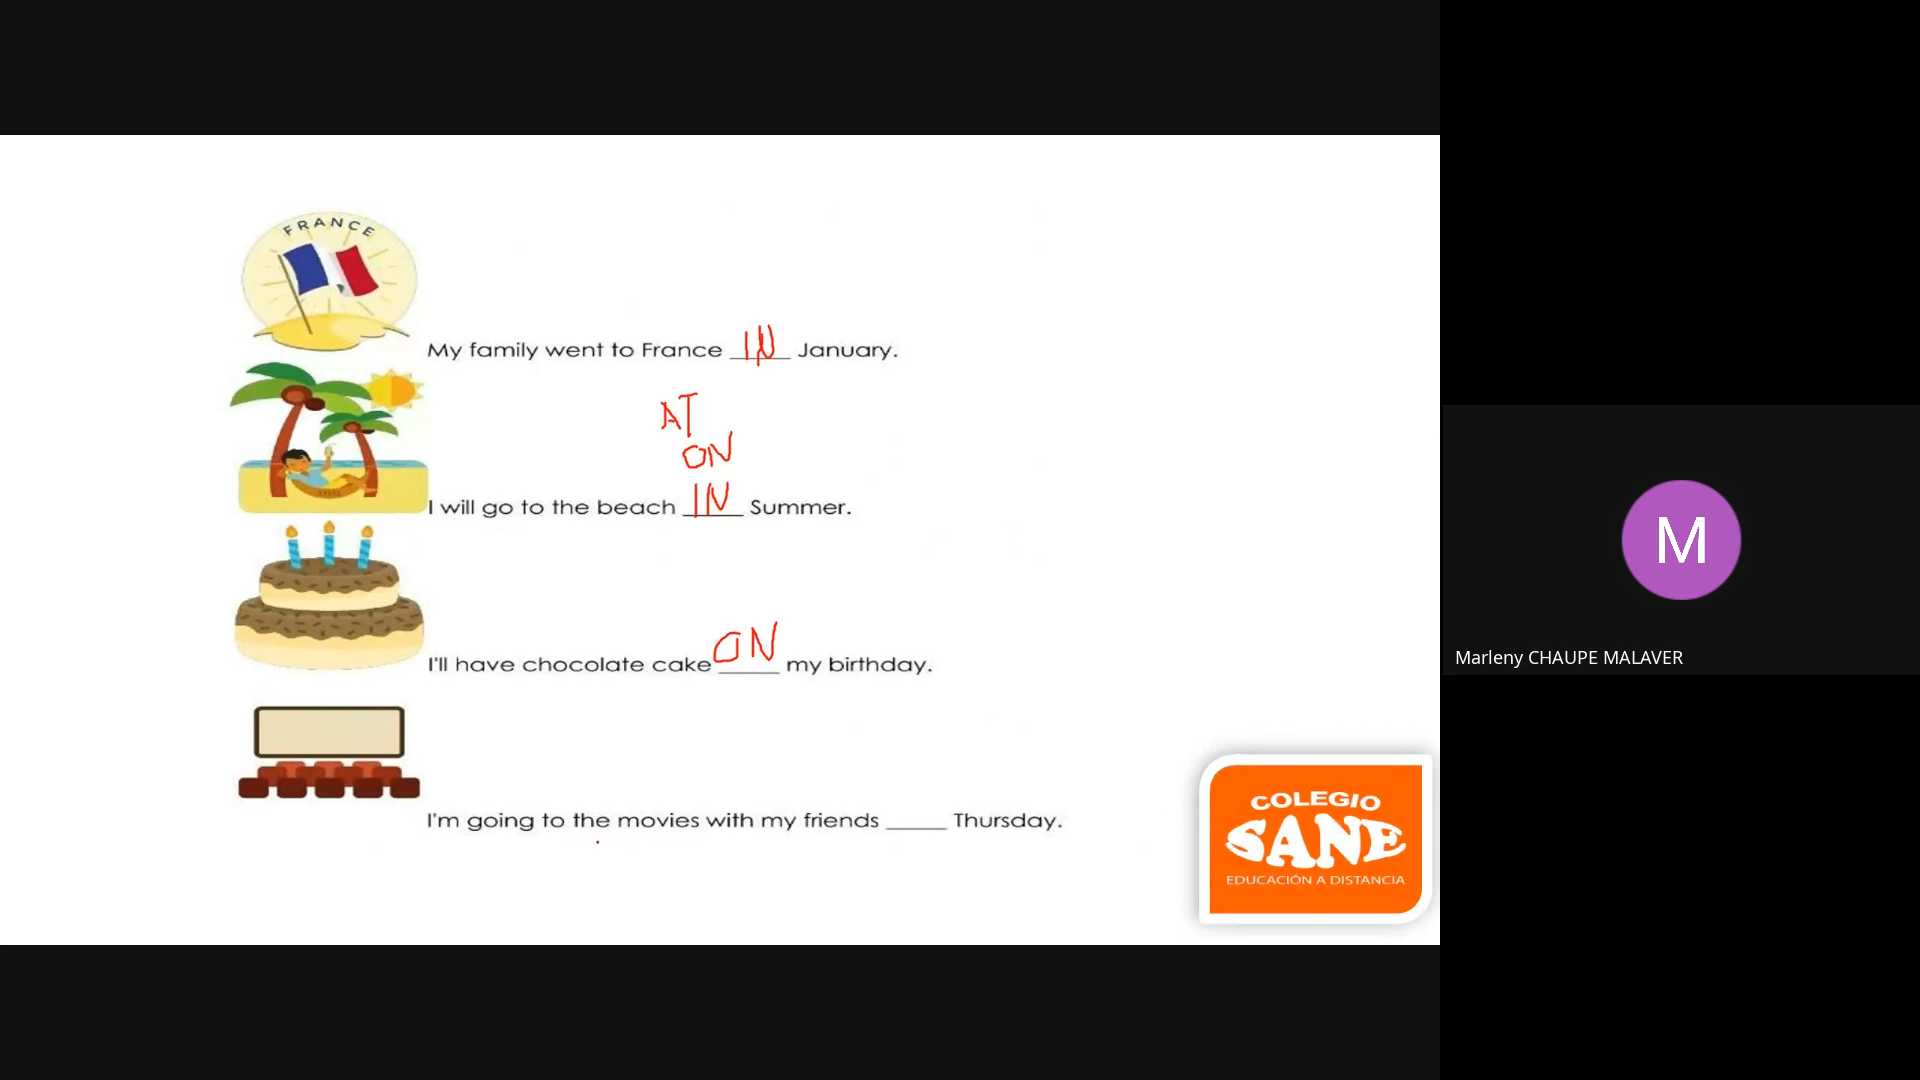 FRANCE
My family went to France IN January.
AT
ON
I will go to the beach IN Summer.
I'll have chocolate cake ON my birthday.
I'm going to the movies with my friends _____ Thursday.
COLEGIO
SANE
EDUCACIÓN A DISTANCIA
M
Marleny CHAUPE MALAVER